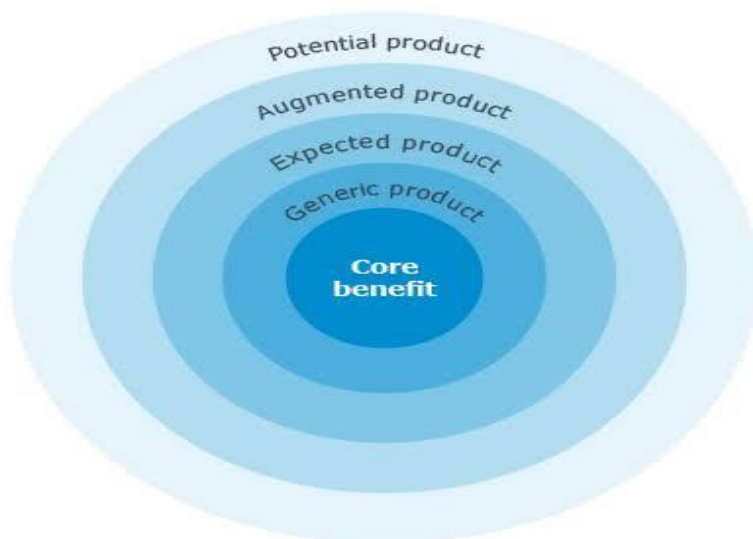 Potential product
Augmented product
Expected product
Generic product
Core
benefit